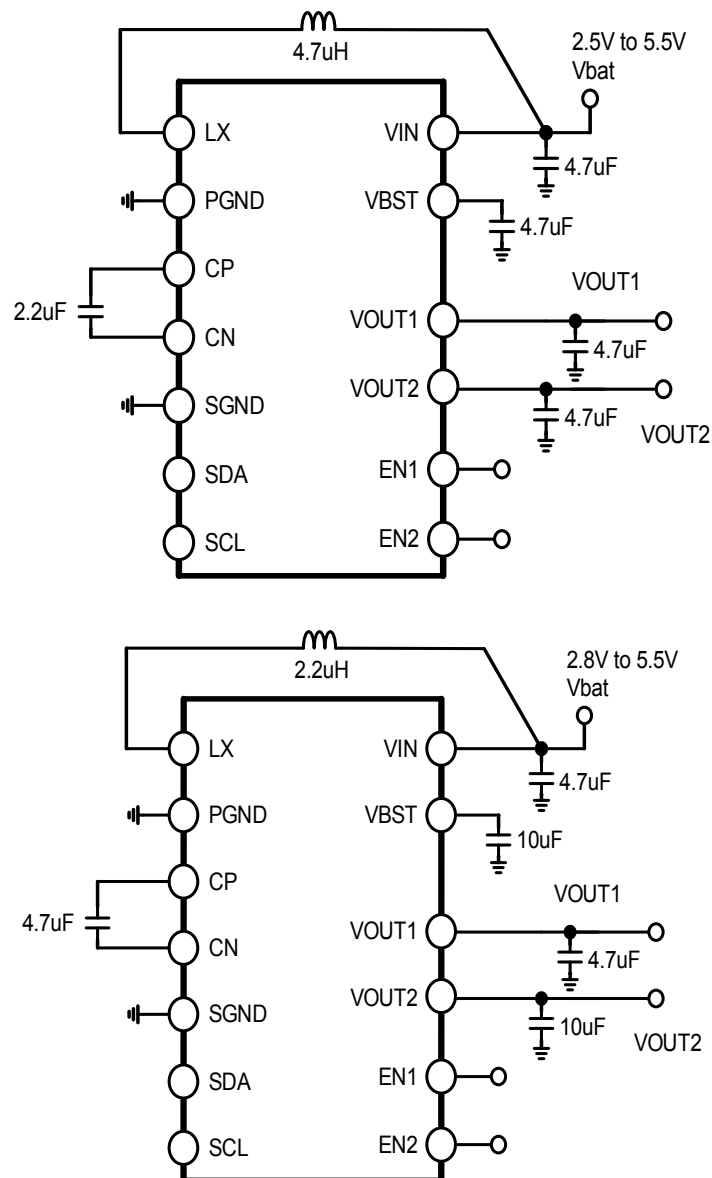 4.7uH
2.5V to 5.5V
Vbat
LX
VIN
4.7uF
PGND
VBST
4.7uF
CP
2.2uF
CN
VOUT1
VOUT1
4.7uF
SGND
VOUT2
4.7uF
VOUT2
SDA
EN1
SCL
EN2
2.2uH
2.8V to 5.5V
Vbat
LX
VIN
4.7uF
PGND
VBST
10uF
CP
4.7uF
CN
VOUT1
VOUT1
4.7uF
SGND
VOUT2
10uF
VOUT2
SDA
EN1
SCL
EN2